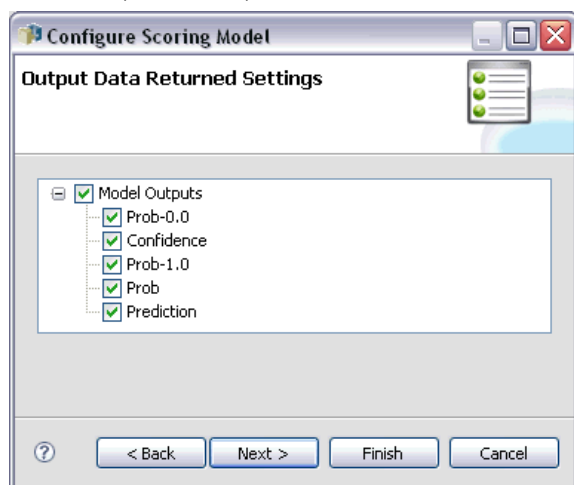 Configure Scoring Model
Output Data Returned Settings
Model Outputs
Prob-0.0
Confidence
Prob-1.0
Prob
Prediction
? < Back Next > Finish Cancel